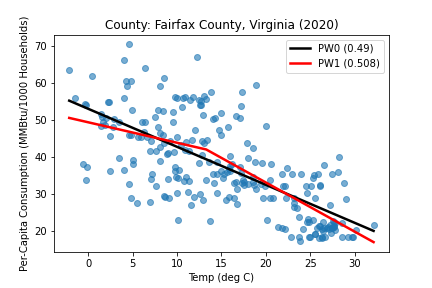 County: Fairfax County, Virginia (2020)
Per-Capita Consumption (MMBtu/1000 Households)
70
60
50
40
30
20
PW0 (0.49)
PW1 (0.508)
0 5 10 15 20 25 30
Temp (deg C)